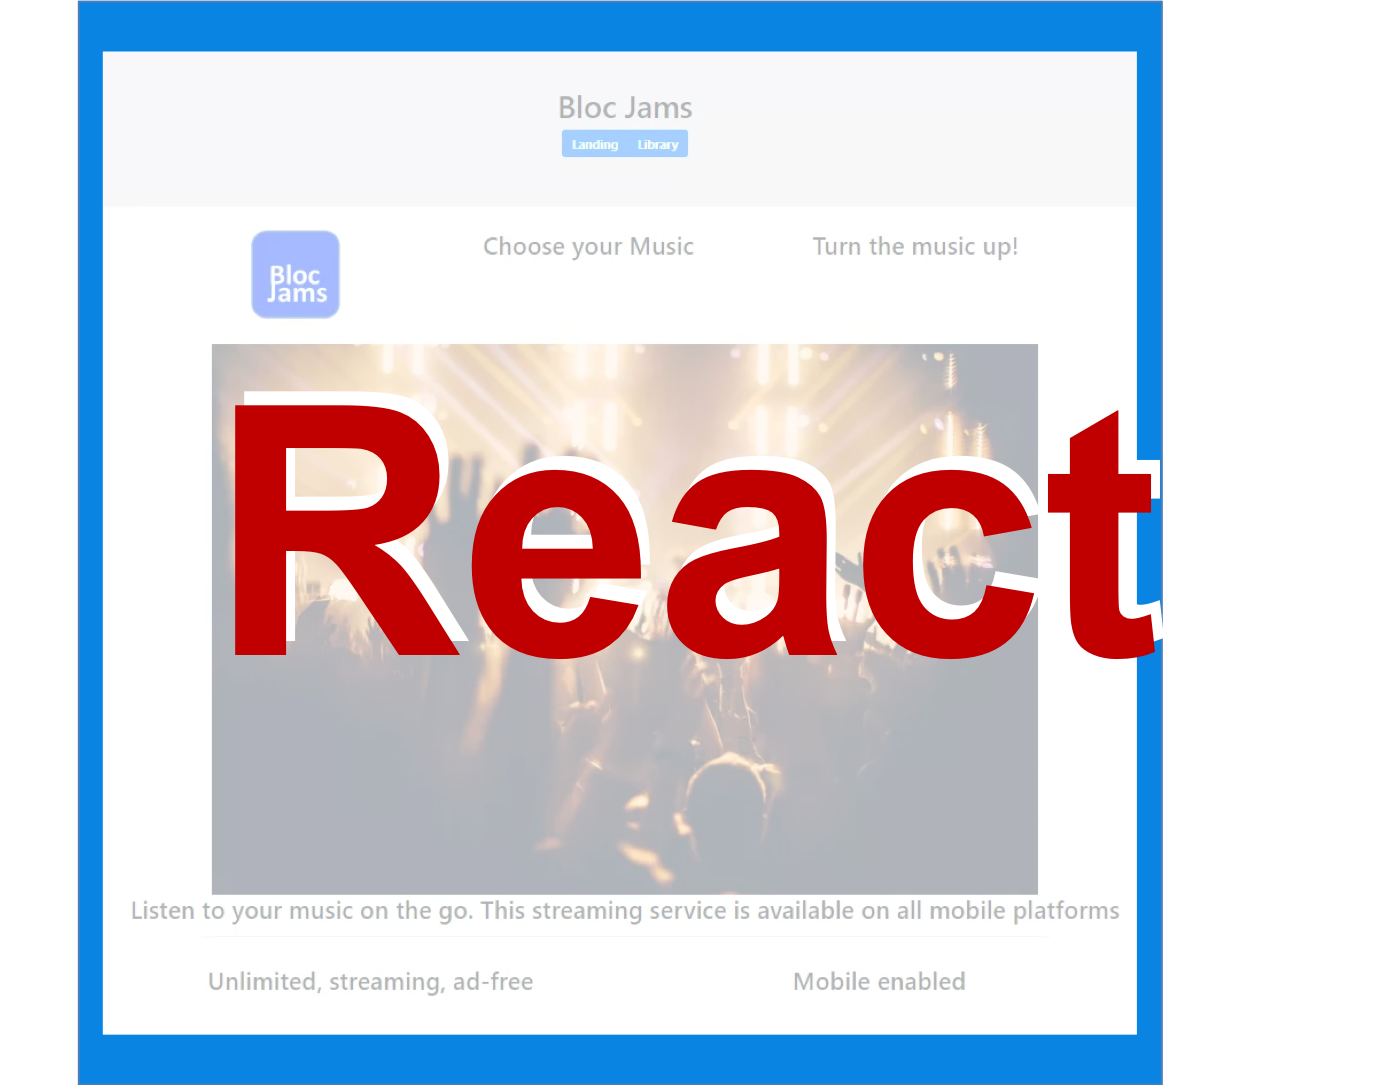 Bloc Jams
Landing Library
Bloc
Jams
Choose your Music
Turn the music up!
React
Listen to your music on the go. This streaming service is available on all mobile platforms
Unlimited, streaming, ad-free
Mobile enabled